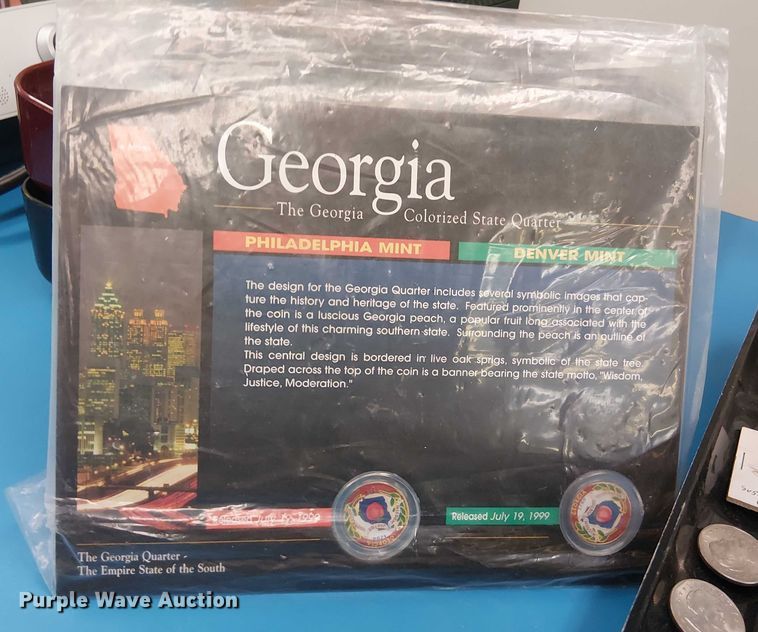 Georgia
The Georgia Colorized State Quarter
PHILADELPHIA MINT
DENVER MINT
The design for the Georgia Quarter includes several symbolic images that cap-
ture the history and heritage of the state. Featured prominently in the center of
the coin is a luscious Georgia peach, a popular fruit long associated with the
lifestyle of this charming southern state. Surrounding the peach is an outline of
the state.
This central design is bordered in live oak sprigs, symbolic of the state tree.
Draped across the top of the coin is a banner bearing the state motto, "Wisdom,
Justice, Moderation."
Released July 19, 1999
Released July 19, 1999
The Georgia Quarter -
The Empire State of the South
Purple Wave Auction